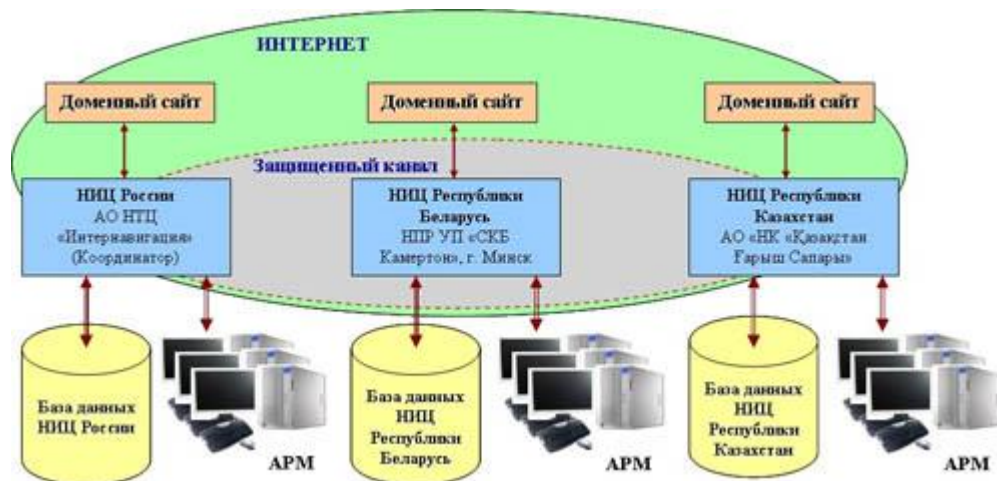 ИНТЕРНЕТ
Доменный сайт
Доменный сайт
Доменный сайт
Защищенный канал
НИЦ России
АО НТЦ
«Интернавигация»
(Координатор)
НИЦ Республики
Беларусь
НПР УП «СКБ
Камертон», г. Минск
НИЦ Республики
Казахстан
АО «НК «Қазақстан
Ғарыш Сапары»
База данных
НИЦ России
АРМ
База данных
НИЦ
Республики
Беларусь
АРМ
База данных
НИЦ
Республики
Казахстан
АРМ